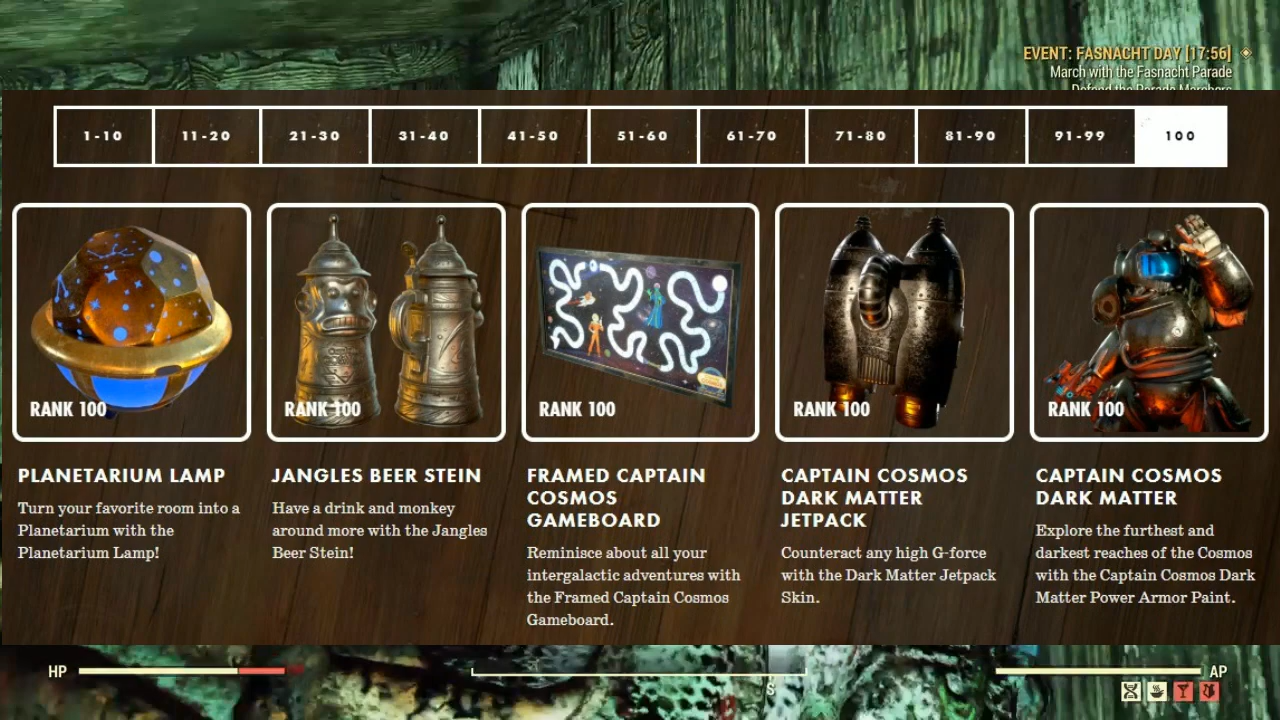 EVENT: FASNACHT DAY [17:56]
March with the Fasnacht Parade
Defend the Parade Marchers
1-10
11-20
21-30
31-40
41-50
51-60
61-70
71-80
81-90
91-99
100
RANK 100
RANK 100
RANK 100
RANK 100
RANK 100
PLANETARIUM LAMP
Turn your favorite room into a
Planetarium with the
Planetarium Lamp!
JANGLES BEER STEIN
Have a drink and monkey
around more with the Jangles
Beer Stein!
FRAMED CAPTAIN
COSMOS
GAMEBOARD
Reminisce about all your
intergalactic adventures with
the Framed Captain Cosmos
Gameboard.
CAPTAIN COSMOS
DARK MATTER
JETPACK
Counteract any high G-force
with the Dark Matter Jetpack
Skin.
CAPTAIN COSMOS
DARK MATTER
Explore the furthest and
darkest reaches of the Cosmos
with the Captain Cosmos Dark
Matter Power Armor Paint.
HP
S
AP